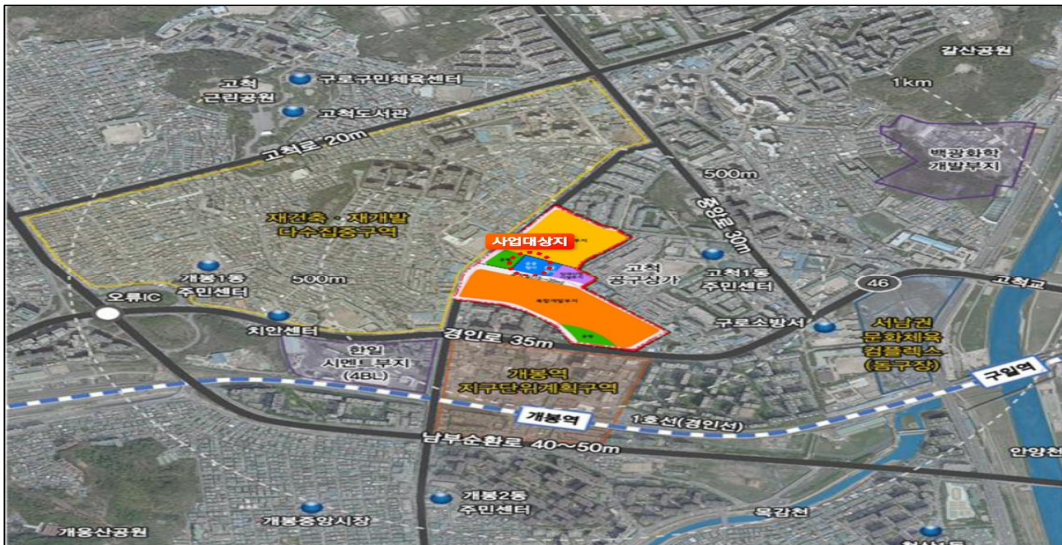 갈산공원
1km
구로구민체육센터
고척
근린공원
고척도서관
고척로 20m
백광화학
개발부지
500m
중앙로 30m
재건축・재개발
다수집중구역
사업대상지
개봉1동
주민센터
500m
고척
공구상가
고척1동
주민센터
46
고척교
오류IC
복합개발부지
치안센터
경인로 35m
구로소방서
서남권
문화체육
컴플렉스
(돔구장)
한일
시멘트부지
(4BL)
개봉역
지구단위계획구역
구일역
개봉역
1호선(경인선)
남부순환로 40~50m
안양천
개봉2동
주민센터
개봉중앙시장
개웅산공원
목감천